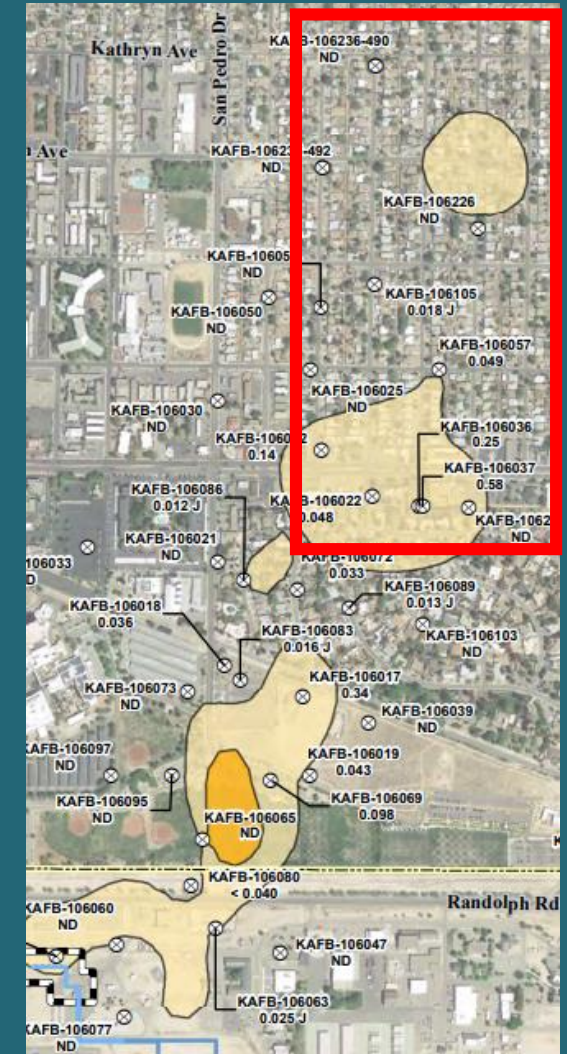 Kathryn Ave
San Pedro Dr
KAFB-106236-490
ND
Ave
-492
ND
KAFB-106226
ND
KAFB-1060
ND
KAFB-106050
ND
KAFB-106105
0.018 J
KAFB-106057
0.049
KAFB-106025
ND
KAFB-106030
ND
KAFB-106036
0.25
0.14
KAFB-106037
0.58
KAFB-106086
0.012 J
KAFB-106022
0.048
KAFB-1062
ND
KAFB-106021
ND
106033
D
KAFB-106072
0.033
KAFB-106089
0.013 J
KAFB-106018
0.036
KAFB-106103
ND
KAFB-106083
0.016 J
KAFB-106073
ND
KAFB-106017
0.34
KAFB-106039
ND
KAFB-106097
ND
KAFB-106019
0.043
KAFB-106095
ND
KAFB-106069
0.098
KAFB-106065
ND
KAFB-106080
< 0.040
Randolph Rd
KAFB-106060
ND
KAFB-106047
ND
KAFB-106063
0.025 J
KAFB-106077
ND